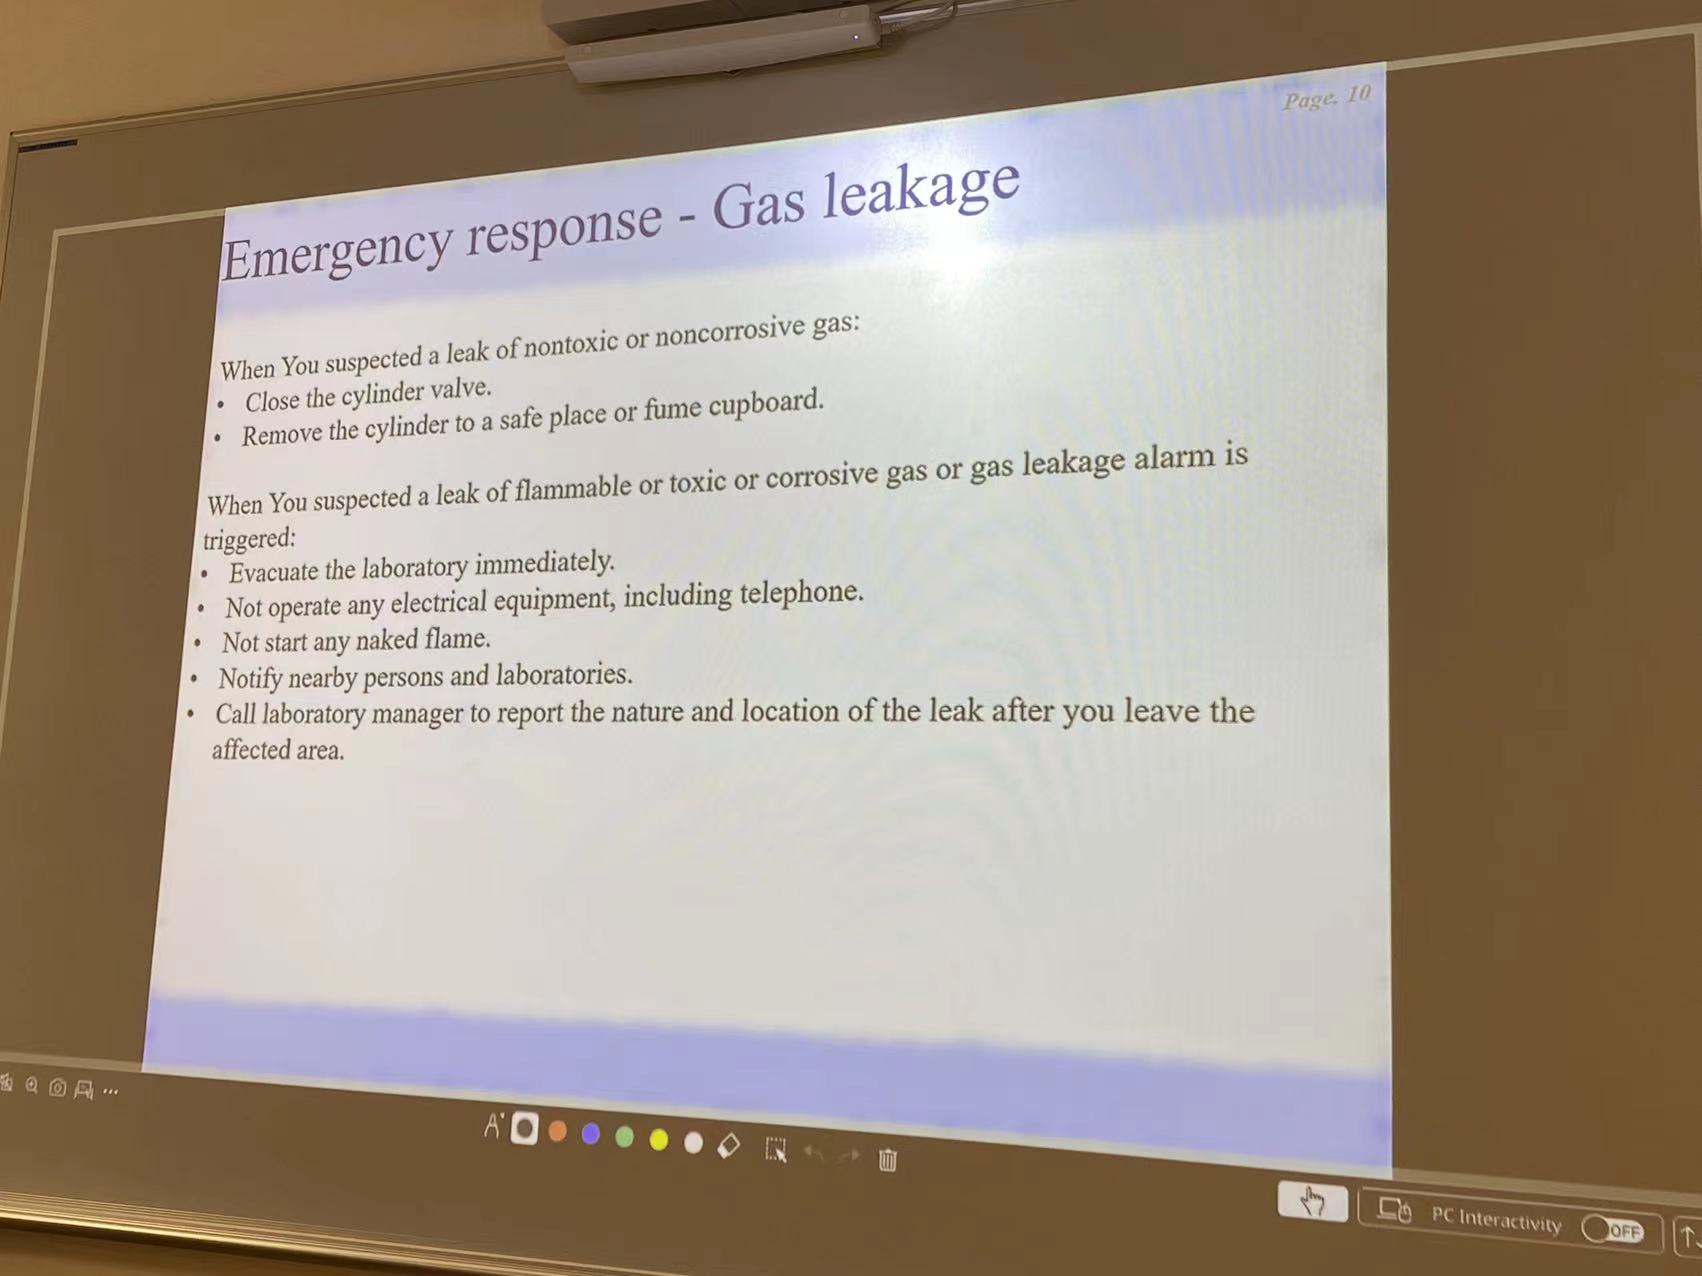 Page. 10
Emergency response - Gas leakage
When You suspected a leak of nontoxic or noncorrosive gas:
• Close the cylinder valve.
• Remove the cylinder to a safe place or fume cupboard.
When You suspected a leak of flammable or toxic or corrosive gas or gas leakage alarm is
triggered:
• Evacuate the laboratory immediately.
• Not operate any electrical equipment, including telephone.
• Not start any naked flame.
• Notify nearby persons and laboratories.
• Call laboratory manager to report the nature and location of the leak after you leave the
affected area.
PC Interactivity OFF